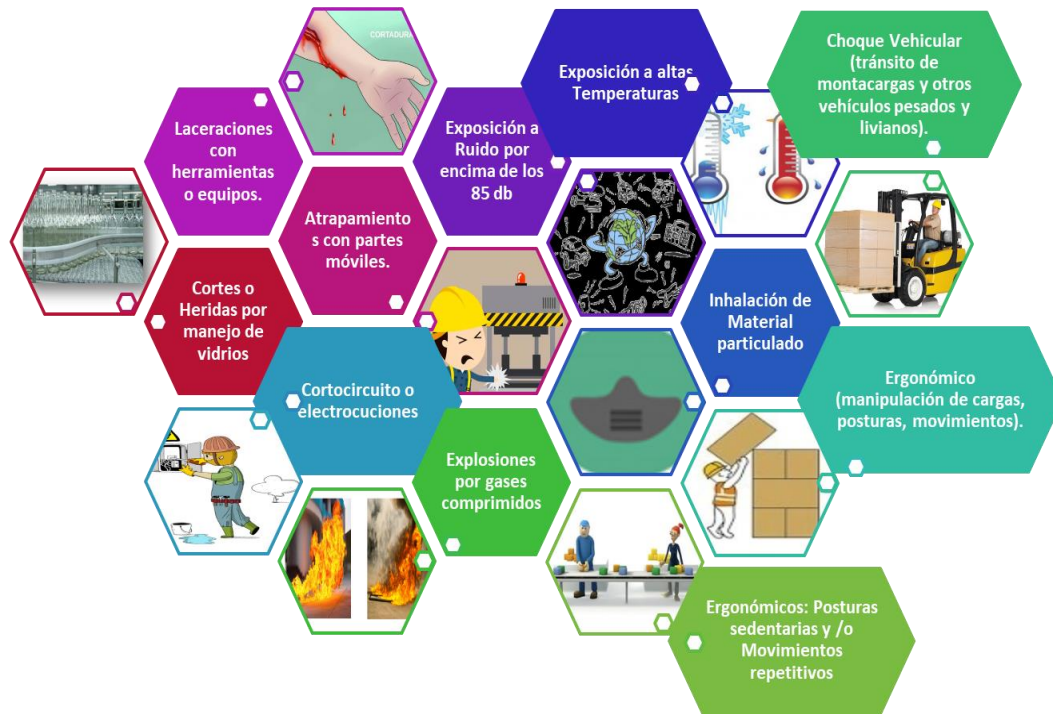 CORTADURA
Laceraciones
con
herramientas
o equipos.
Exposición a
Ruido por
encima de los
85 db
Exposición a altas
Temperaturas
Choque Vehicular
(tránsito de
montacargas y otros
vehículos pesados y
livianos).
Atrapamiento
s con partes
móviles.
Cortes o
Heridas por
manejo de
vidrios
Inhalación de
Material
particulado
Cortocircuito o
electrocuciones
Ergonómico
(manipulación de cargas,
posturas, movimientos).
Explosiones
por gases
comprimidos
Ergonómicos: Posturas
sedentarias y /o
Movimientos
repetitivos